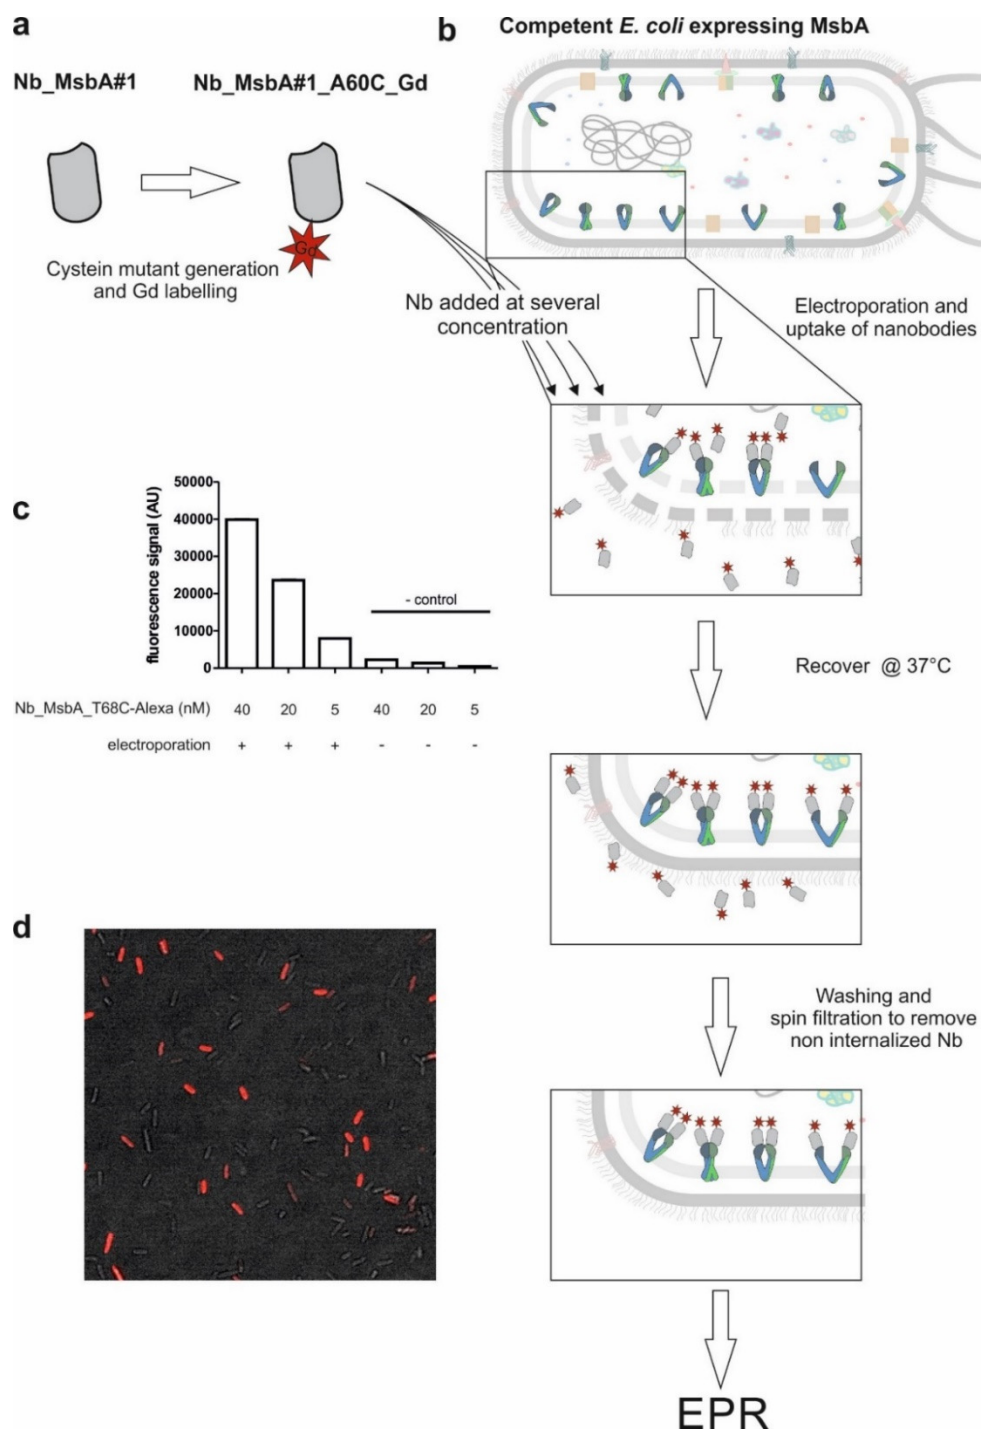 a
Nb_MsbA#1
Nb_MsbA#1_A60C_Gd
Gd
Cystein mutant generation
and Gd labelling
b
Competent E. coli expressing MsbA
Nb added at several
concentration
Electroporation and
uptake of nanobodies
Recover @ 37°C
Washing and
spin filtration to remove
non internalized Nb
EPR
c
fluorescence signal (AU)
50000
40000
30000
20000
10000
0
- control
Nb_MsbA_T68C-Alexa (nM) 40 20 5 40 20 5
electroporation + + + - - -
d